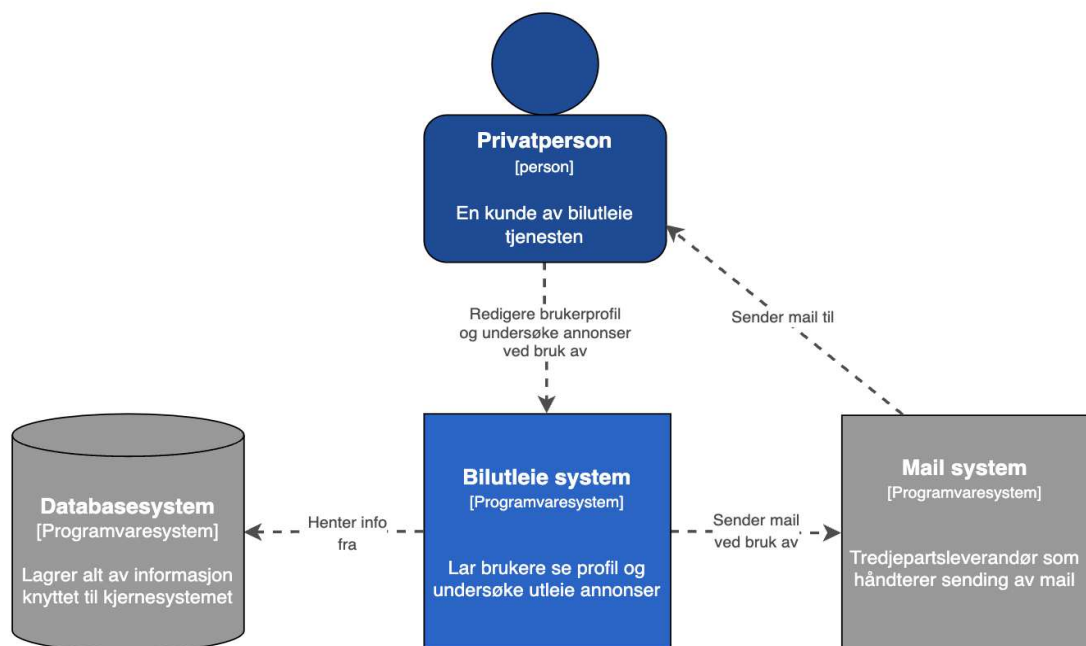 Privatperson
[person]
En kunde av bilutleie
tjenesten
Redigere brukerprofil
og undersøke annonser
ved bruk av
Sender mail til
Databasesystem
[Programvaresystem]
Lagrer alt av informasjon
knyttet til kjernesystemet
Henter info
fra
Bilutleie system
[Programvaresystem]
Lar brukere se profil og
undersøke utleie annonser
Sender mail
ved bruk av
Mail system
[Programvaresystem]
Tredjepartsleverandør som
håndterer sending av mail